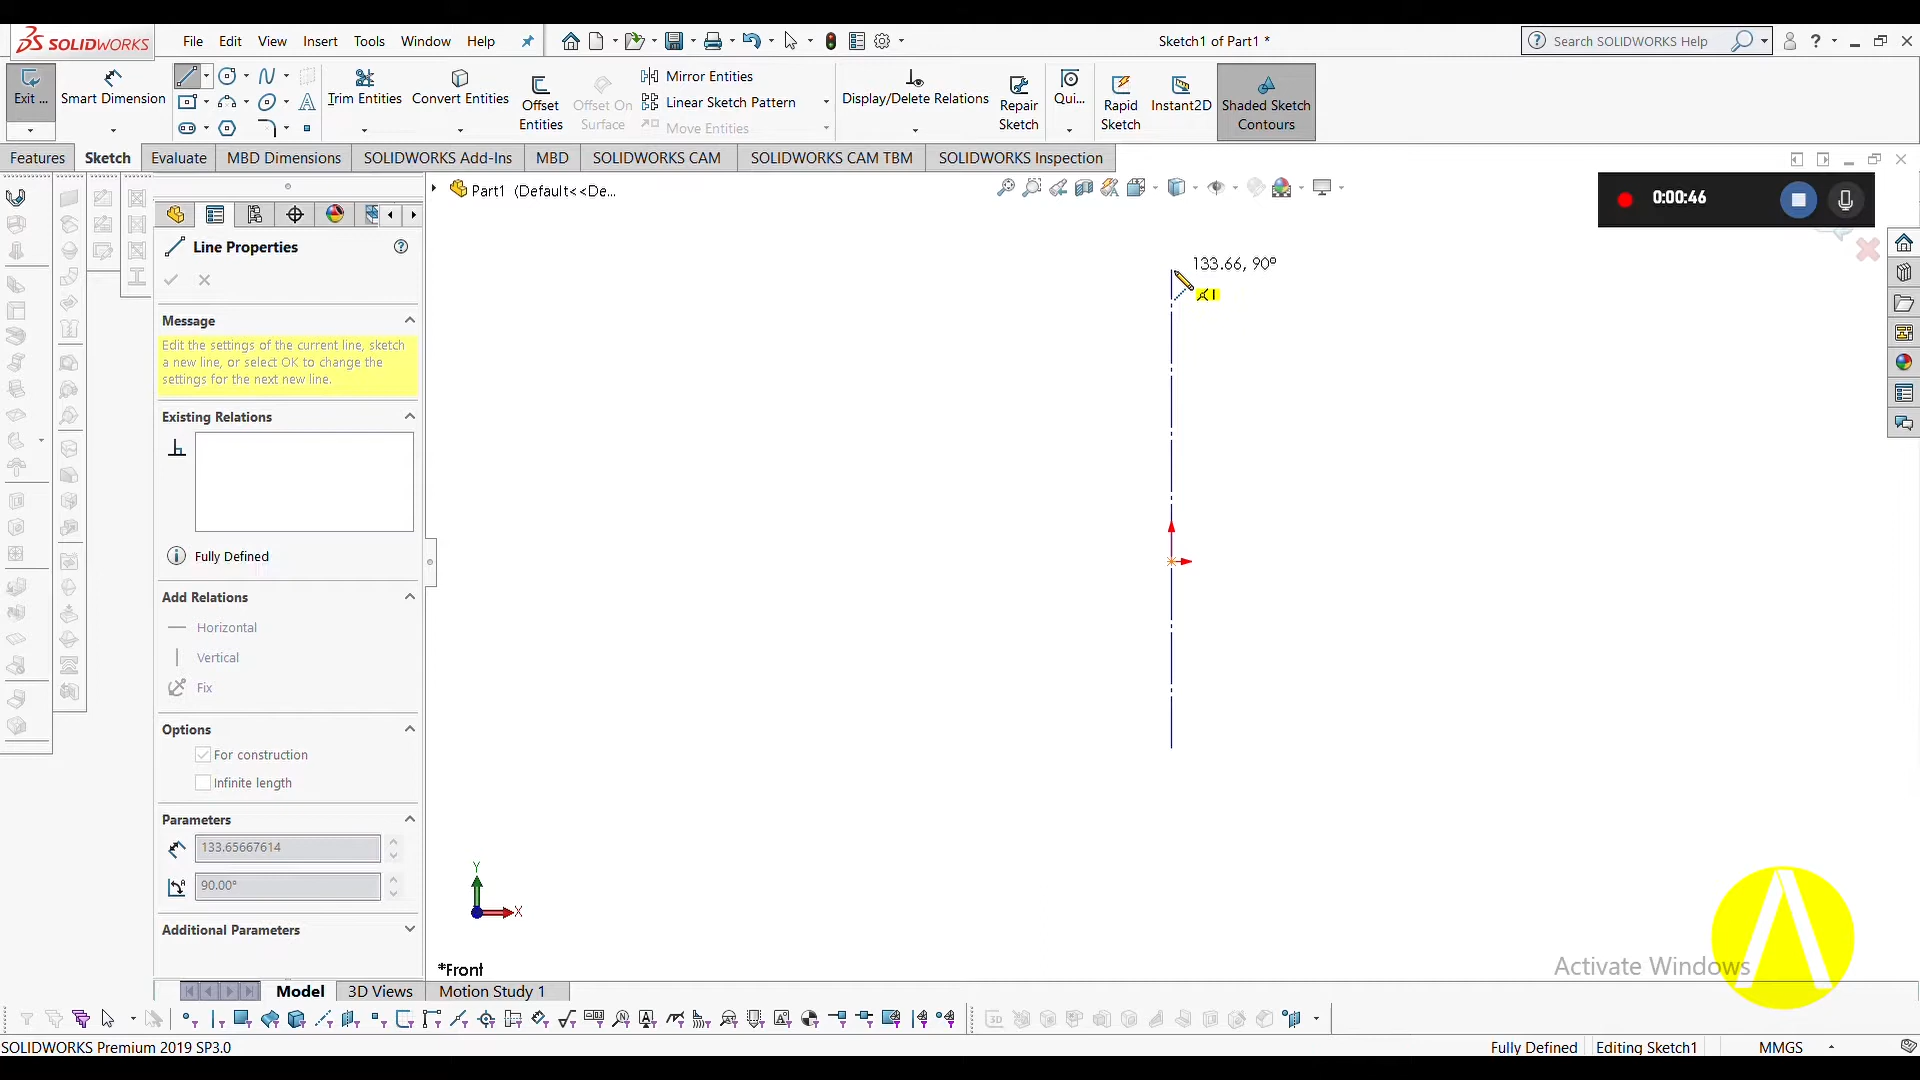 SOLIDWORKS
File Edit View Insert Tools Window Help
Sketch1 of Part1 *
Search SOLIDWORKS Help
Exit ...
Smart Dimension
Trim Entities
Convert Entities
Offset Entities
Offset On Surface
Mirror Entities
Linear Sketch Pattern
Move Entities
Display/Delete Relations
Repair Sketch
Qui...
Rapid Sketch
Instant2D
Shaded Sketch Contours
Features Sketch Evaluate MBD Dimensions SOLIDWORKS Add-Ins MBD SOLIDWORKS CAM SOLIDWORKS CAM TBM SOLIDWORKS Inspection
Part1 (Default<<De...
0:00:46
Line Properties
133.66, 90°
Message
Edit the settings of the current line, sketch
a new line, or select OK to change the
settings for the next new line.
Existing Relations
Fully Defined
Add Relations
Horizontal
Vertical
Fix
Options
For construction
Infinite length
Parameters
133.65667614
90.00°
Additional Parameters
Y
X
*Front
Activate Windows
Model 3D Views Motion Study 1
SOLIDWORKS Premium 2019 SP3.0
Fully Defined Editing Sketch1 MMGS